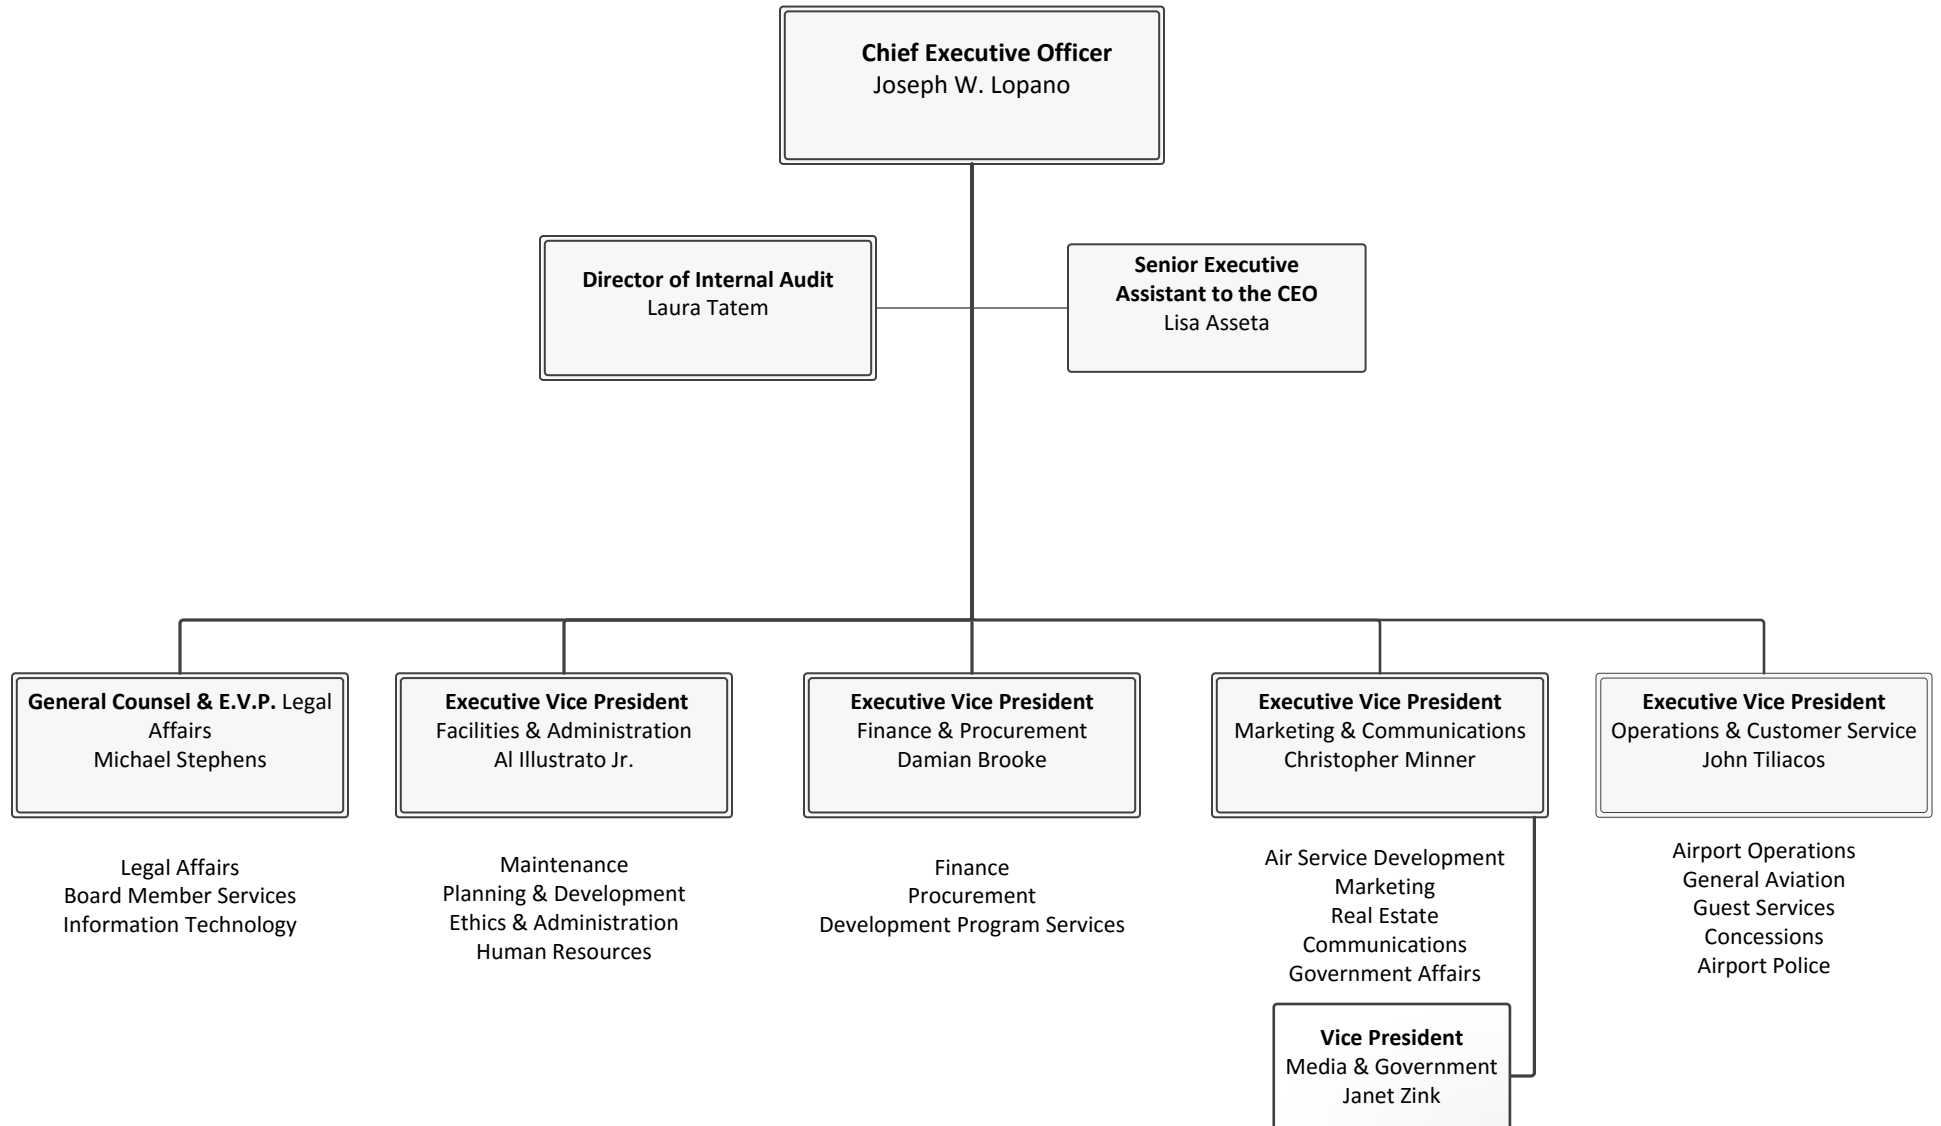 Chief Executive Officer
Joseph W. Lopano
Director of Internal Audit
Laura Tatem
Senior Executive
Assistant to the CEO
Lisa Asseta
General Counsel & E.V.P. Legal
Affairs
Michael Stephens
Executive Vice President
Facilities & Administration
Al Illustrato Jr.
Executive Vice President
Finance & Procurement
Damian Brooke
Executive Vice President
Marketing & Communications
Christopher Minner
Executive Vice President
Operations & Customer Service
John Tiliacos
Legal Affairs
Board Member Services
Information Technology
Maintenance
Planning & Development
Ethics & Administration
Human Resources
Finance
Procurement
Development Program Services
Air Service Development
Marketing
Real Estate
Communications
Government Affairs
Airport Operations
General Aviation
Guest Services
Concessions
Airport Police
Vice President
Media & Government
Janet Zink